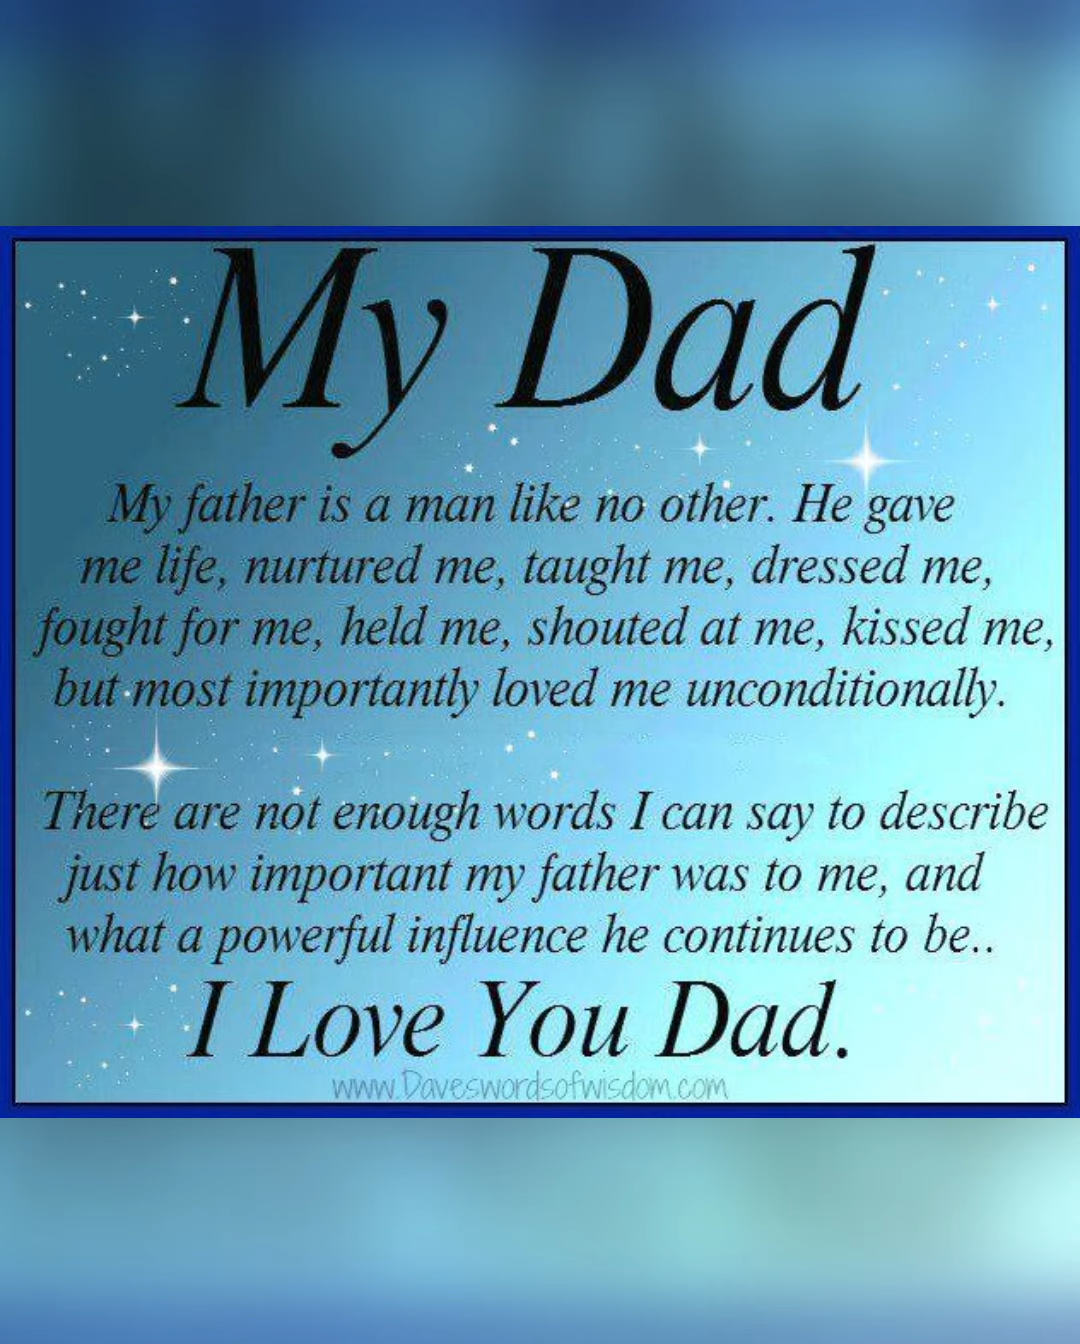 My Dad
My father is a man like no other. He gave
me life, nurtured me, taught me, dressed me,
fought for me, held me, shouted at me, kissed me,
but most importantly loved me unconditionally.
There are not enough words I can say to describe
just how important my father was to me, and
what a powerful influence he continues to be..
I Love You Dad.
www.Daveswordsofwisdom.com